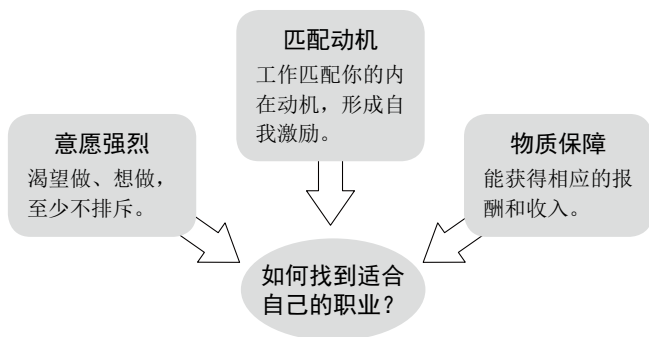 匹配动机
工作匹配你的内
在动机，形成自
我激励。
意愿强烈
渴望做、想做，
至少不排斥。
物质保障
能获得相应的报
酬和收入。
如何找到适合
自己的职业？